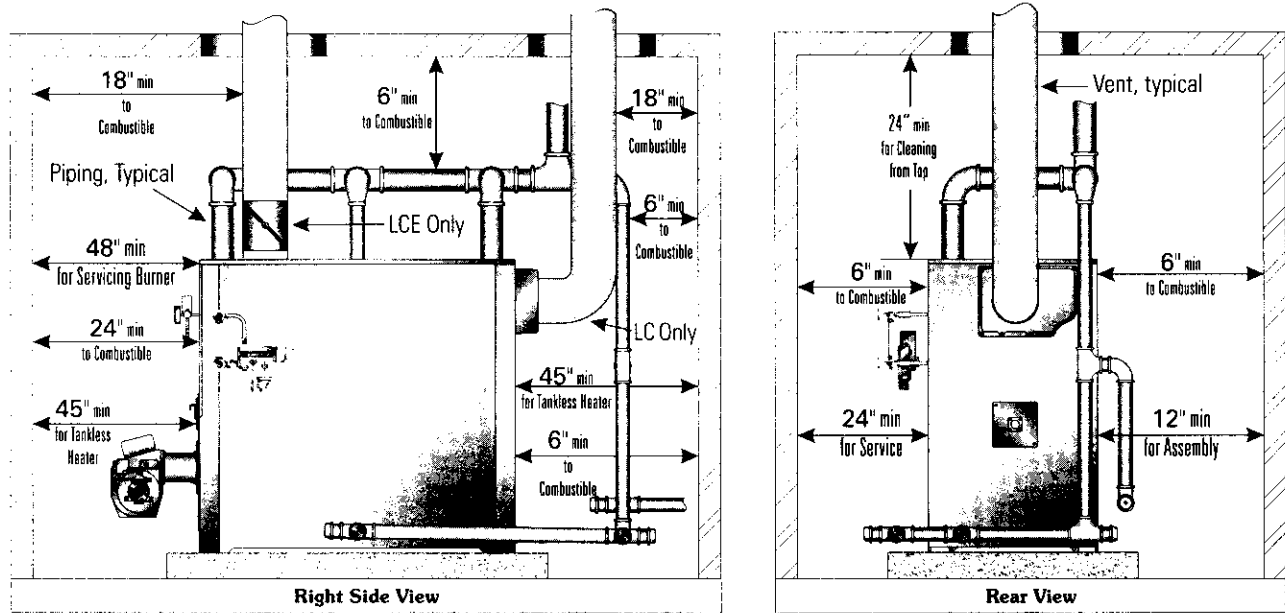 18" min
to
Combustible
6" min
to Combustible
18" min
to
Combustible
Piping, Typical
LCE Only
6" min
to
Combustible
48" min
for Servicing Burner
24" min
to Combustible
LC Only
45" min
for Tankless Heater
45" min
for Tankless
Heater
6" min
to
Combustible
Right Side View
Vent, typical
24" min
for Cleaning
from Top
6" min
to Combustible
6" min
to Combustible
24" min
for Service
12" min
for Assembly
Rear View